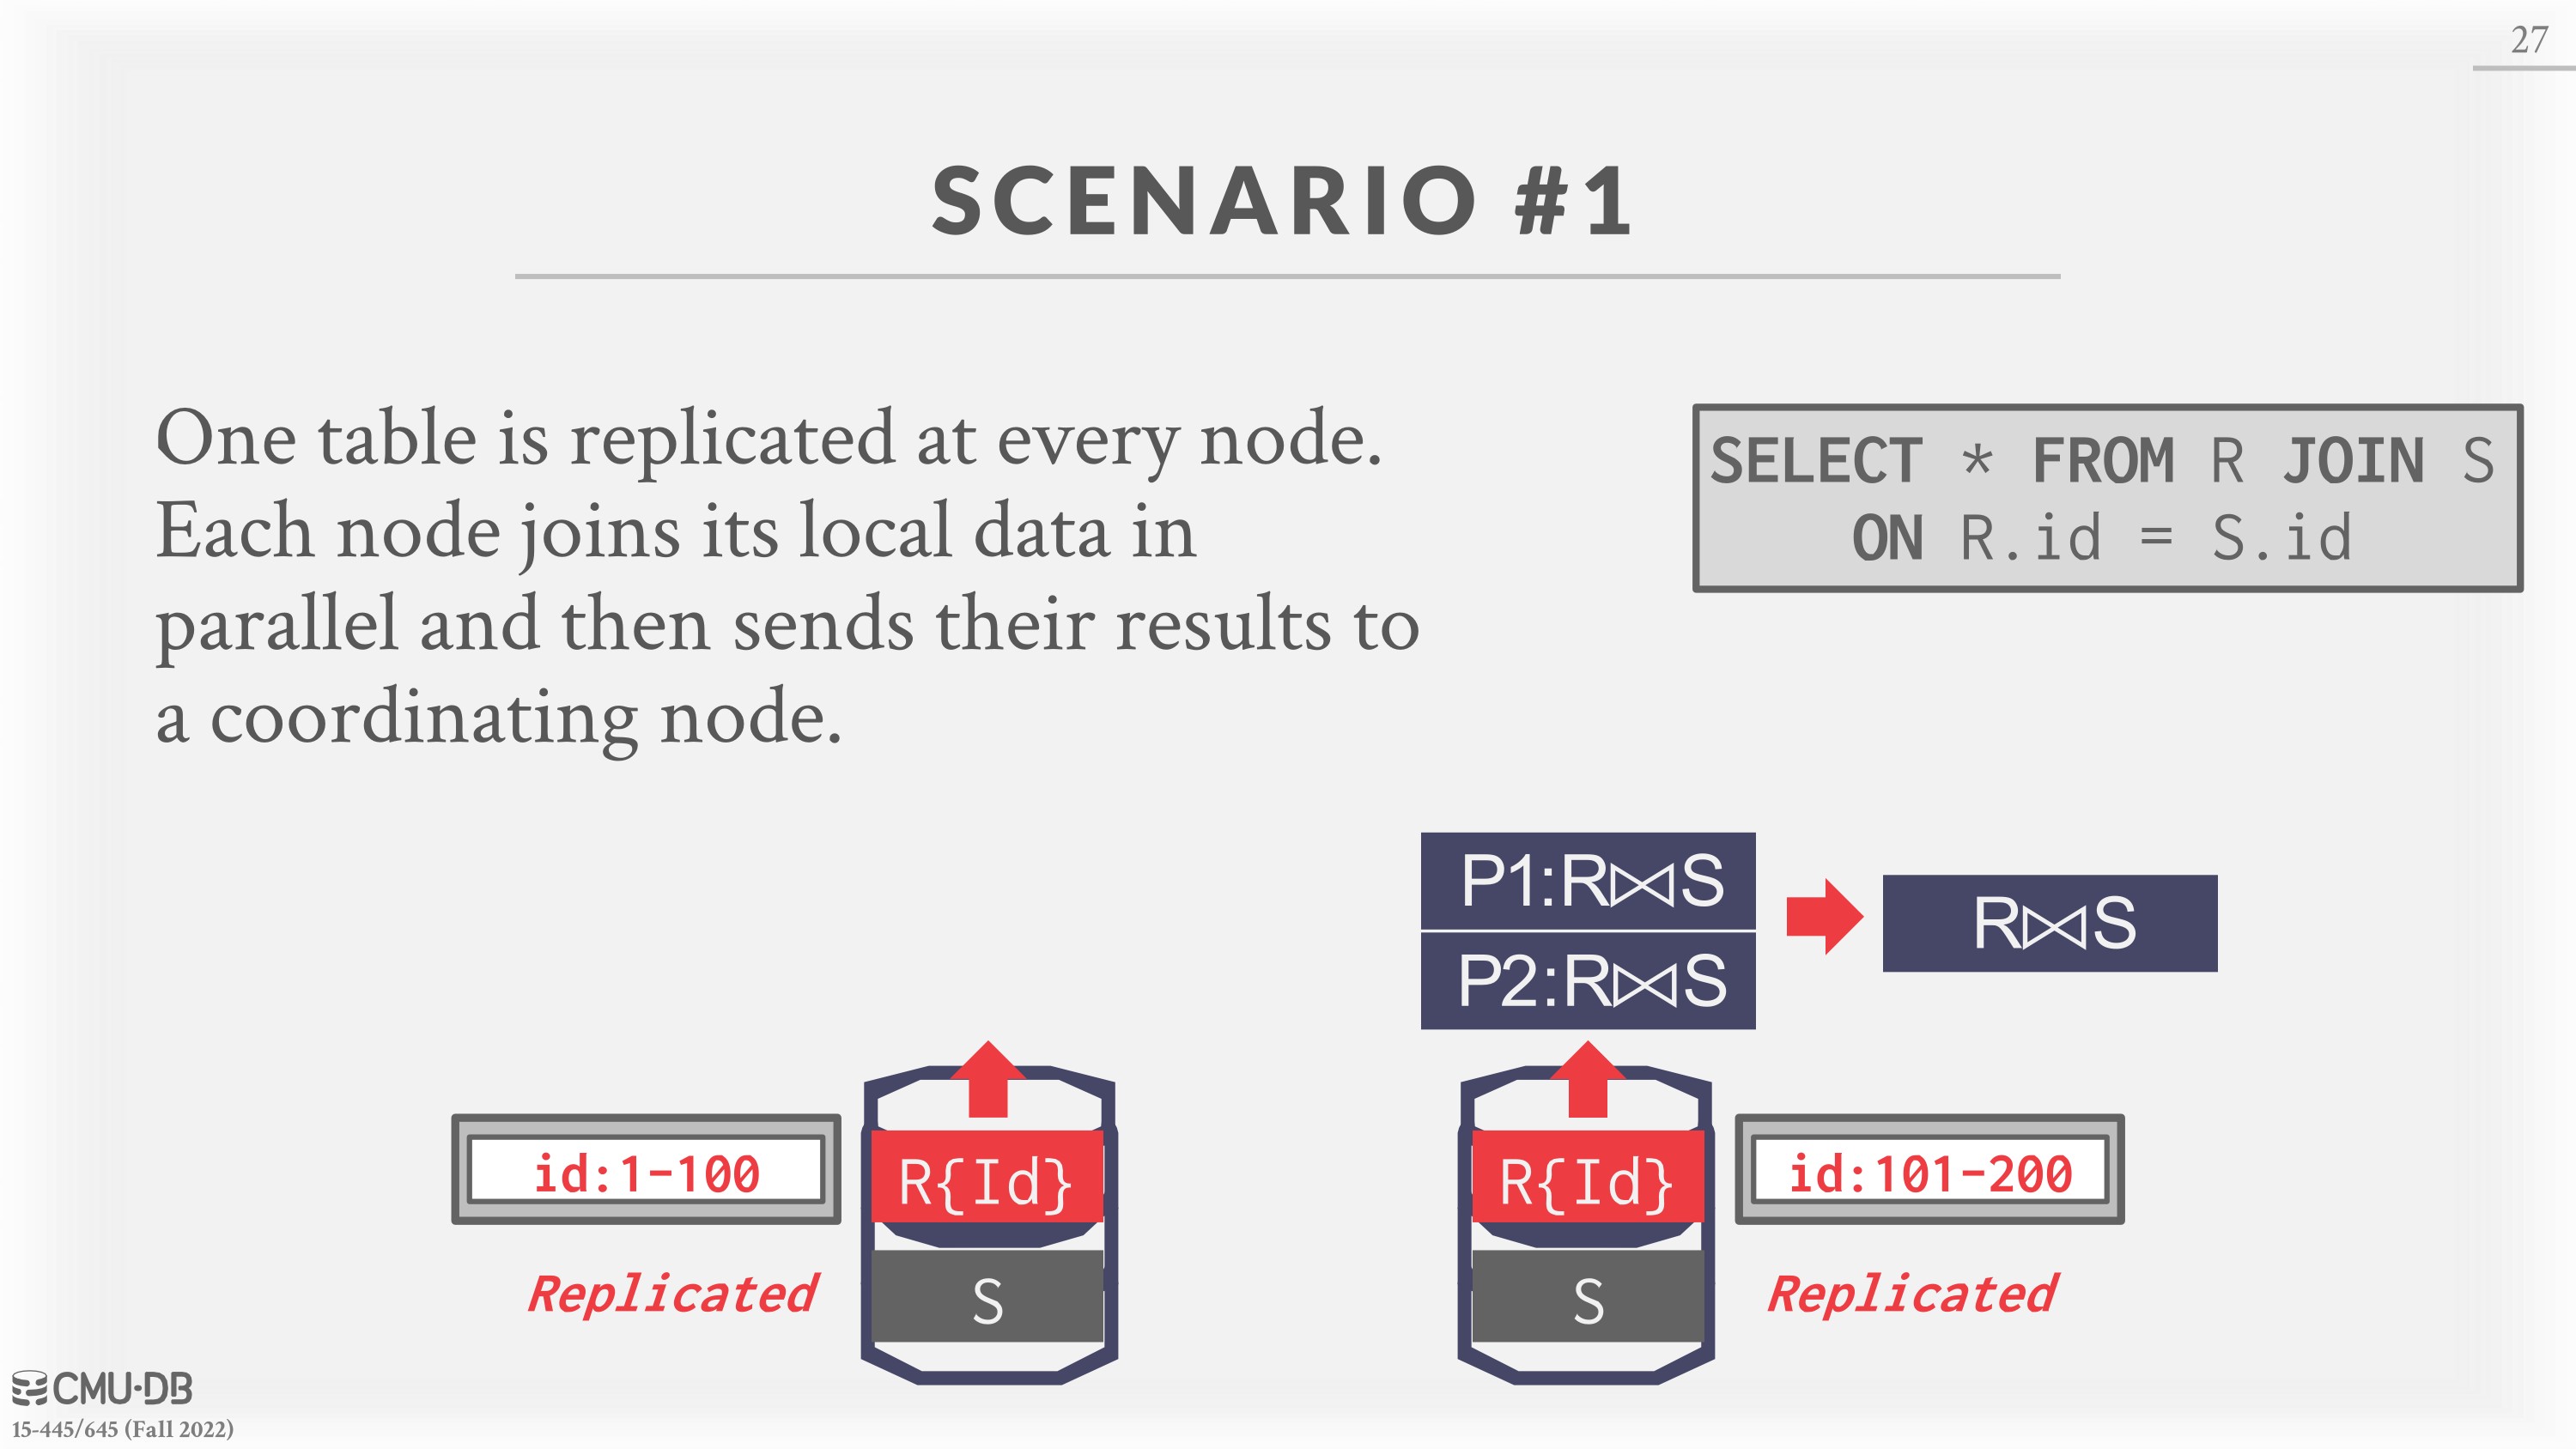 27
SCENARIO #1
One table is replicated at every node.
Each node joins its local data in
parallel and then sends their results to
a coordinating node.
SELECT * FROM R JOIN S
ON R.id = S.id
P1:R⋈S
P2:R⋈S
R⋈S
id:1-100
R{Id}
Replicated
S
R{Id}
id:101-200
S
Replicated
CMU·DB
15-445/645 (Fall 2022)